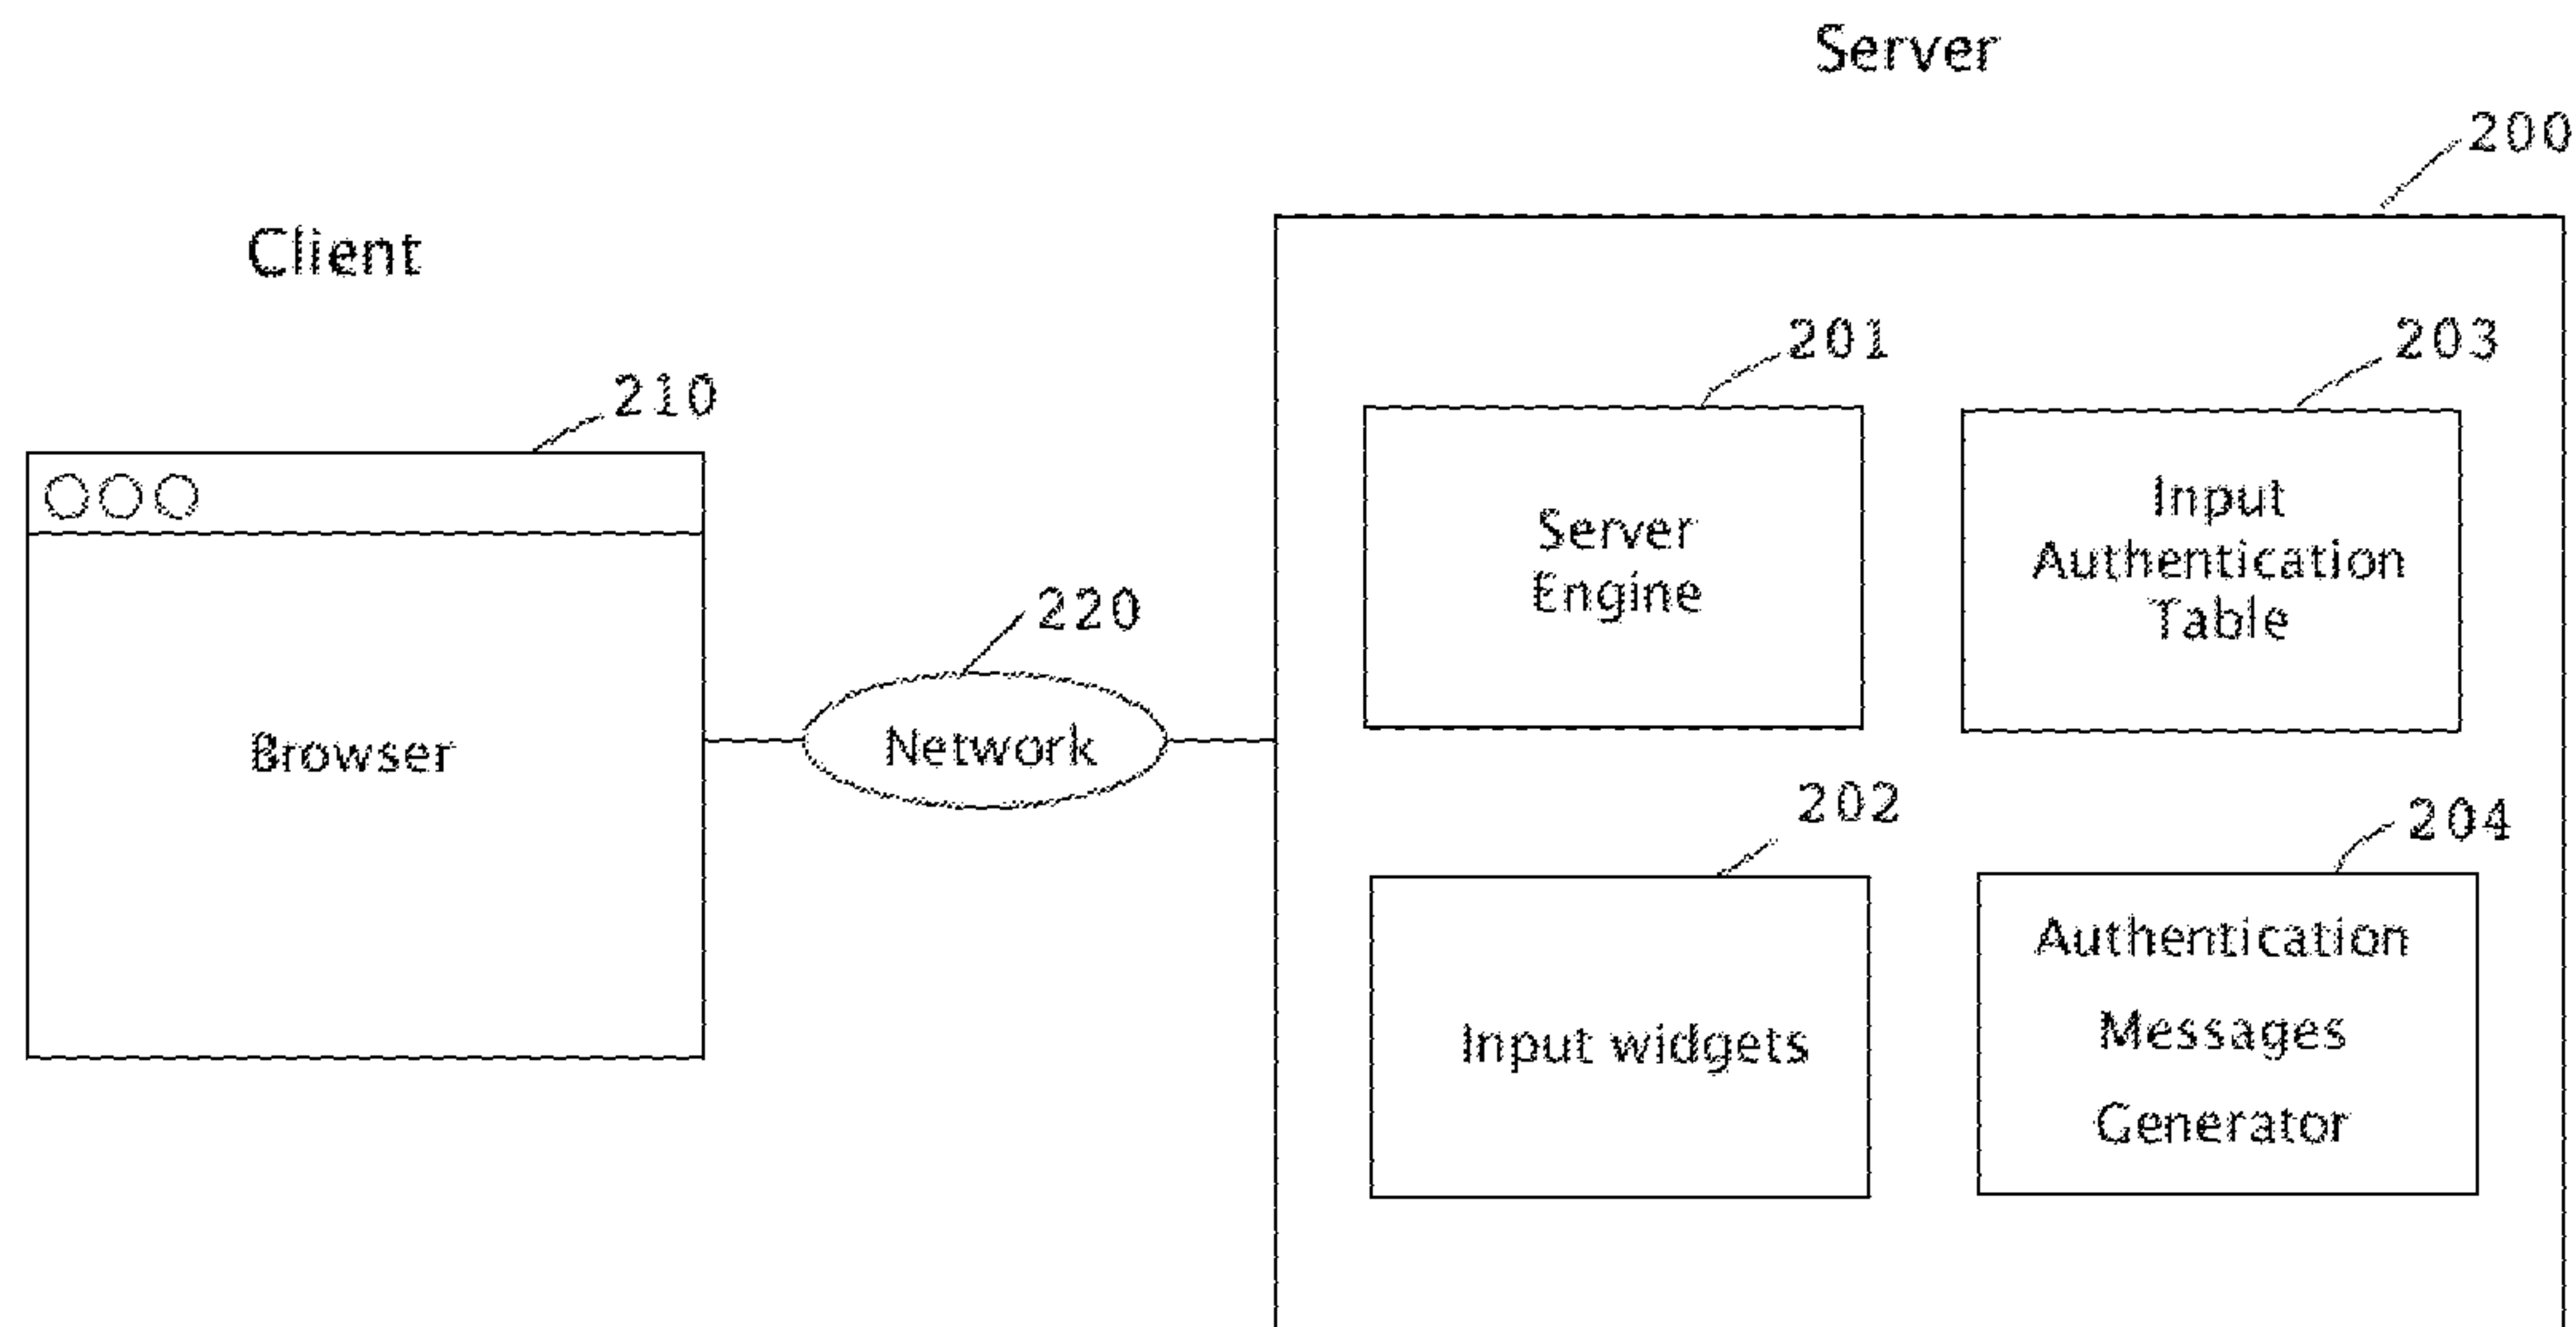 Server
200
Client
210
Browser
220
Network
201
Server
Engine
203
Input
Authentication
Table
202
Input widgets
204
Authentication
Messages
Generator